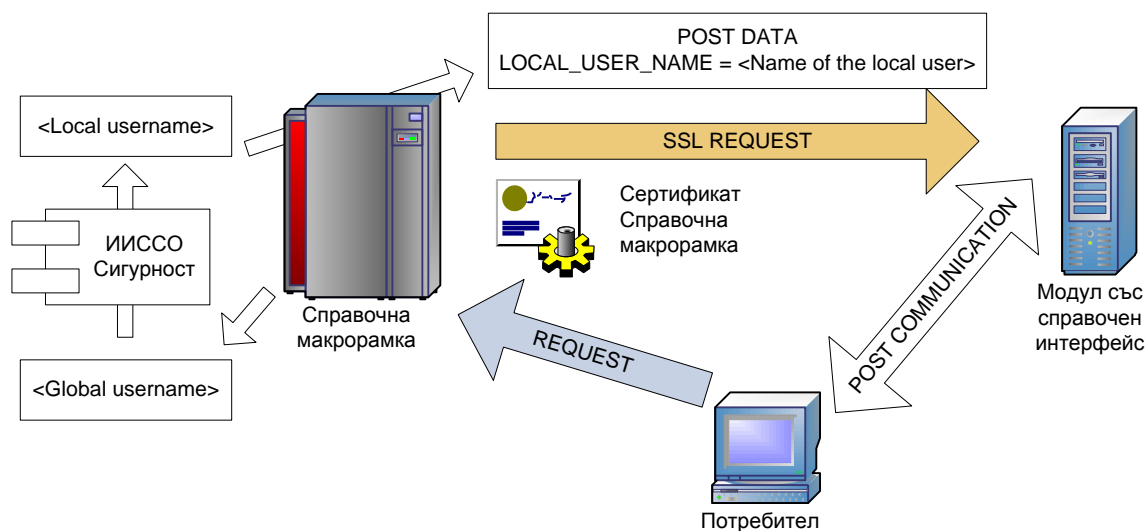 POST DATA
LOCAL_USER_NAME = <Name of the local user>
<Local username>
SSL REQUEST
Сертификат
Справочна
макрорамка
ИИССО
Сигурност
POST COMMUNICATION
Модул със
справочен
интерфейс
Справочна
макрорамка
REQUEST
<Global username>
Потребител